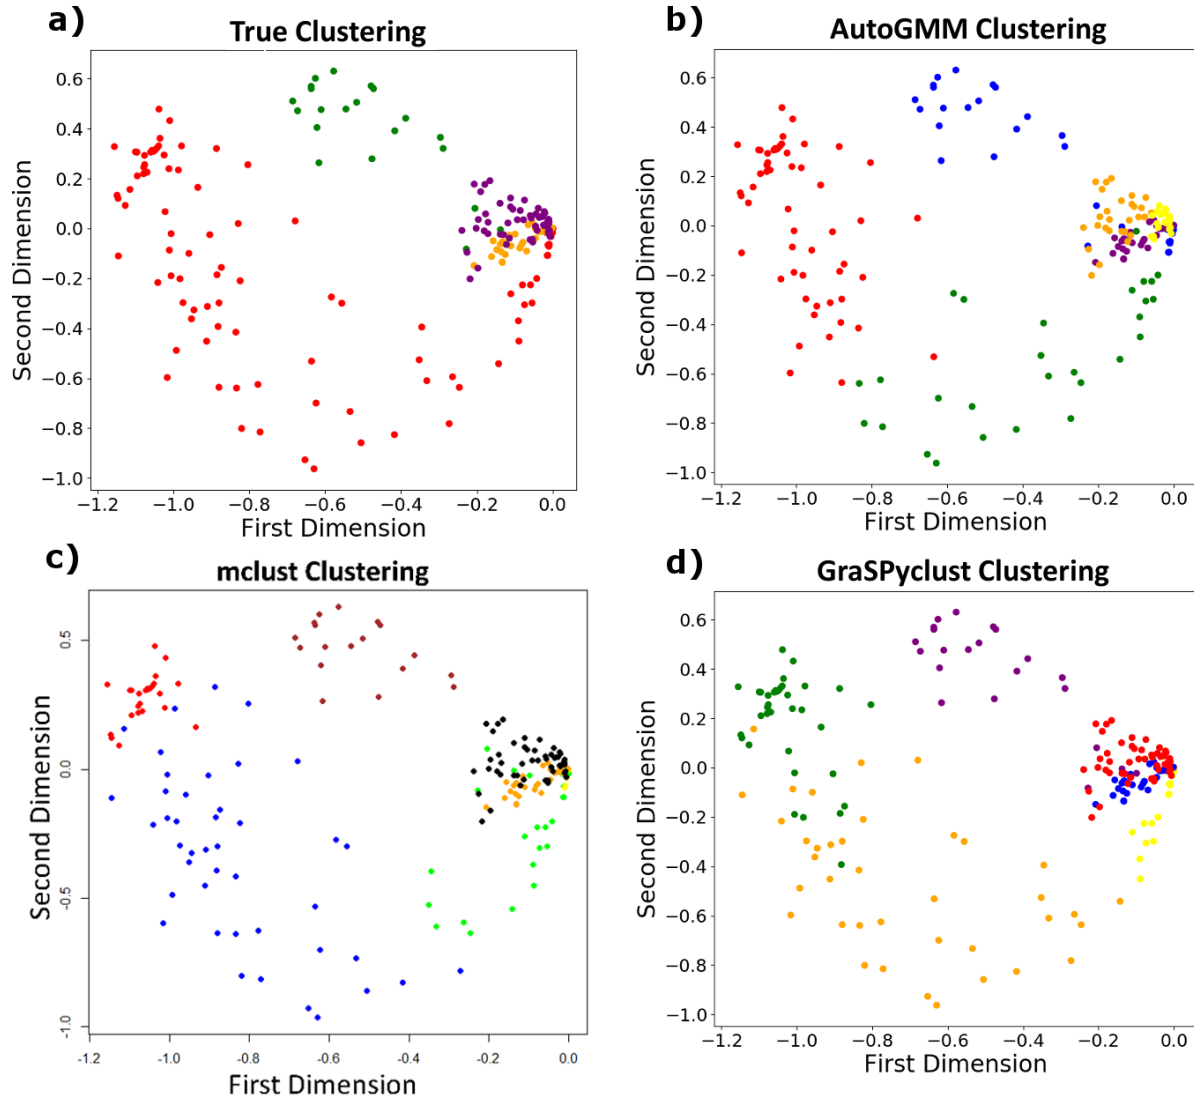 a)
True Clustering
0.6
0.4
0.2
0.0
−0.2
−0.4
−0.6
−0.8
−1.0
Second Dimension
−1.2 −1.0 −0.8 −0.6 −0.4 −0.2 0.0
First Dimension
b)
AutoGMM Clustering
0.6
0.4
0.2
0.0
−0.2
−0.4
−0.6
−0.8
−1.0
Second Dimension
−1.2 −1.0 −0.8 −0.6 −0.4 −0.2 0.0
First Dimension
c)
mclust Clustering
0.5
0.0
-0.5
-1.0
Second Dimension
-1.2 -1.0 -0.8 -0.6 -0.4 -0.2 0.0
First Dimension
d)
GraSPyclust Clustering
0.6
0.4
0.2
0.0
−0.2
−0.4
−0.6
−0.8
−1.0
Second Dimension
−1.2 −1.0 −0.8 −0.6 −0.4 −0.2 0.0
First Dimension